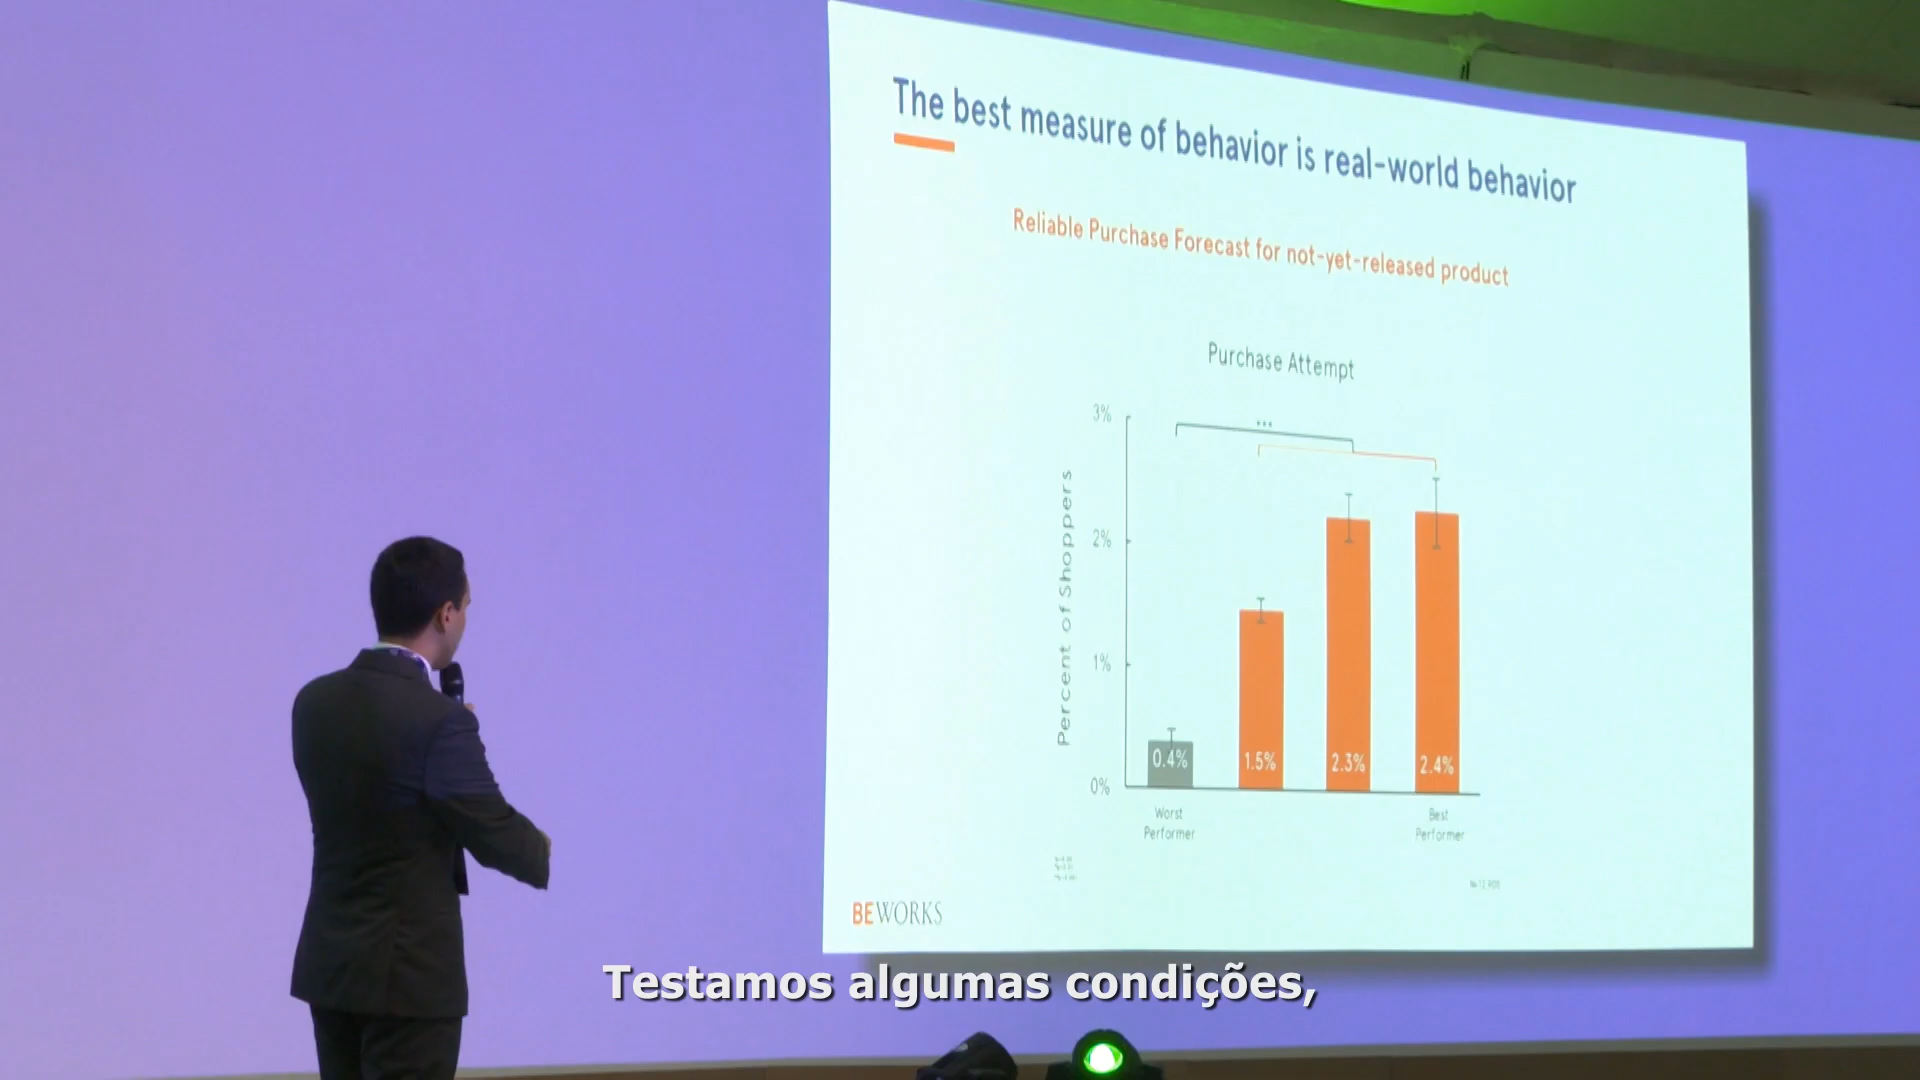 The best measure of behavior is real-world behavior
Reliable Purchase Forecast for not-yet-released product
Purchase Attempt
3%
***
Percent of Shoppers
2%
1%
0%
0.4%
1.5%
2.3%
2.4%
Worst
Performer
Best
Performer
BEWORKS
Testamos algumas condições,